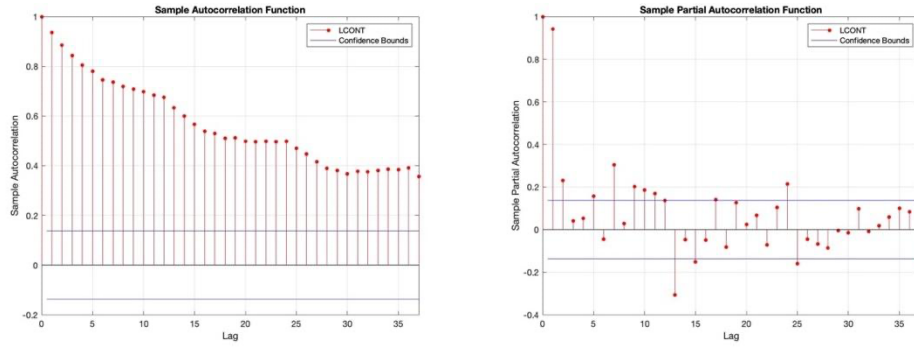 Sample Autocorrelation Function
1
0.8
0.6
0.4
0.2
0
-0.2
0 5 10 15 20 25 30 35
Lag
Sample Autocorrelation
LCONT
Confidence Bounds
Sample Partial Autocorrelation Function
1
0.8
0.6
0.4
0.2
0
-0.2
-0.4
0 5 10 15 20 25 30 35
Lag
Sample Partial Autocorrelation
LCONT
Confidence Bounds